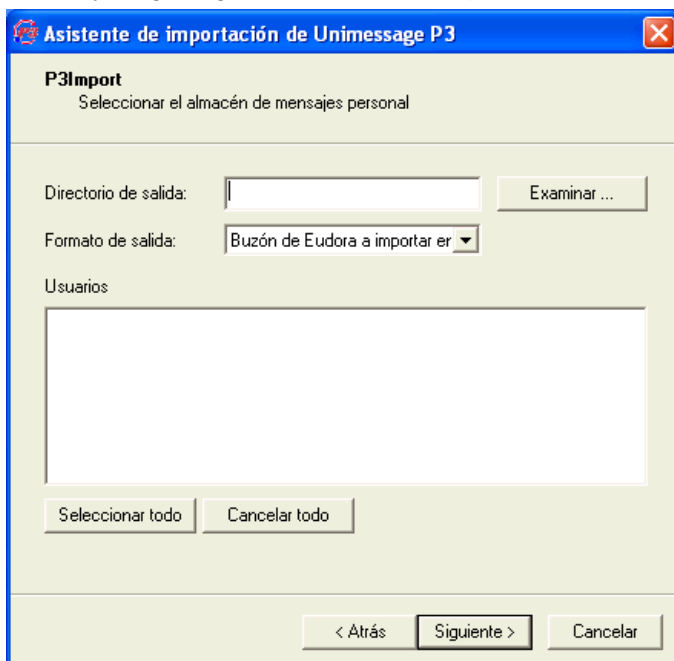 Asistente de importación de Unimessage P3
P3Import
Seleccionar el almacén de mensajes personal
Directorio de salida:
Examinar ...
Formato de salida:
Buzón de Eudora a importar er
Usuarios
Seleccionar todo
Cancelar todo
< Atrás
Siguiente >
Cancelar